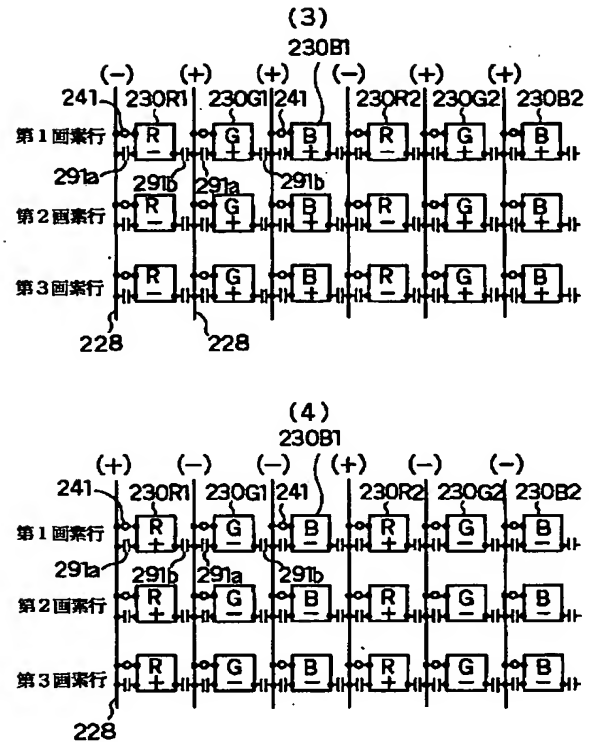 (3)
230B1
(-) (+) (+) (-) (+) (+)
241 230R1 230G1 241 230R2 230G2 230B2
第1画素行 R G B R G B
- + + - + +
291a 291b 291a 291b
第2画素行 R G B R G B
- + + - + +
第3画素行 R G B R G B
- + + - + +
228 228
(4)
230B1
(+) (-) (-) (+) (-) (-)
241 230R1 230G1 241 230R2 230G2 230B2
第1画素行 R G B R G B
+ - - + - -
291a 291b 291a 291b
第2画素行 R G B R G B
+ - - + - -
第3画素行 R G B R G B
+ - - + - -
228